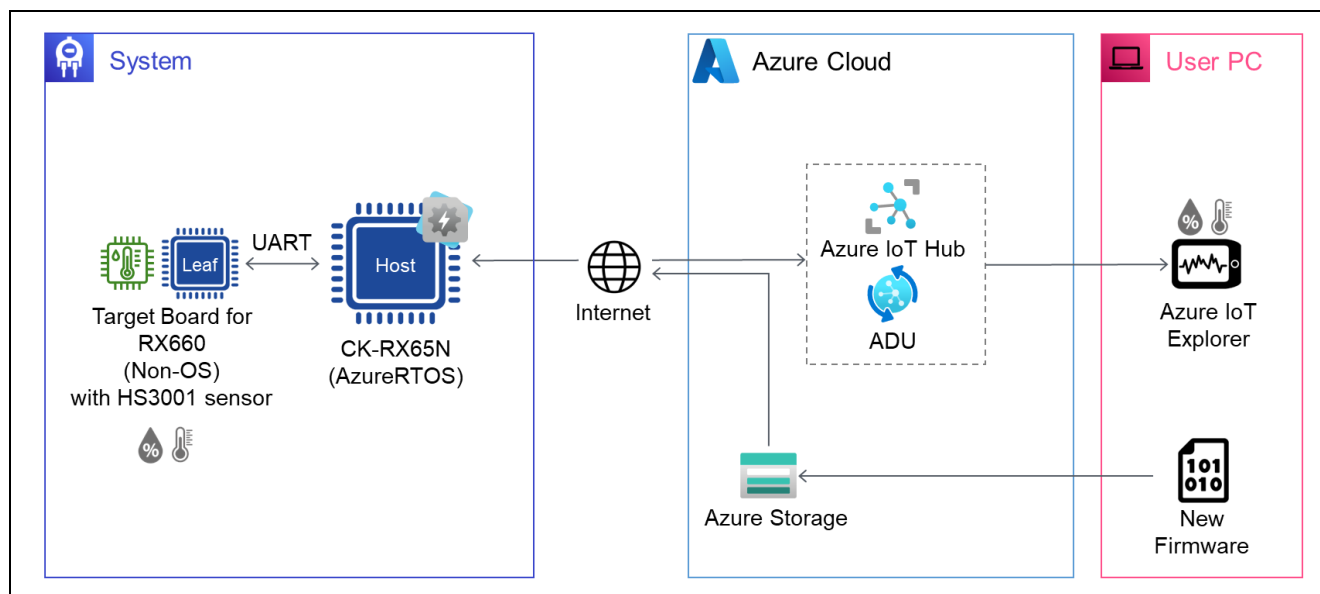 System
Leaf
UART
Host
Target Board for
RX660
(Non-OS)
with HS3001 sensor
%
CK-RX65N
(AzureRTOS)
Internet
Azure Cloud
Azure IoT Hub
ADU
Azure Storage
User PC
%
Azure IoT
Explorer
101
010
New
Firmware